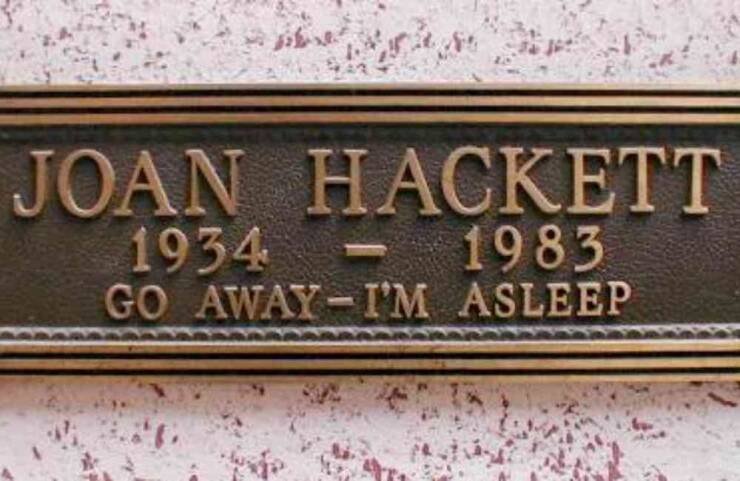 JOAN HACKETT
1934 – 1983
GO AWAY–I'M ASLEEP